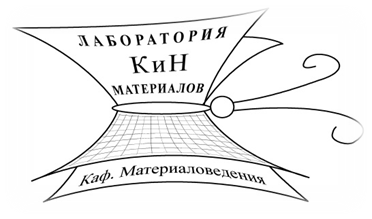 ЛАБОРАТОРИЯ
КиН
МАТЕРИАЛОВ
Каф. Материаловедения